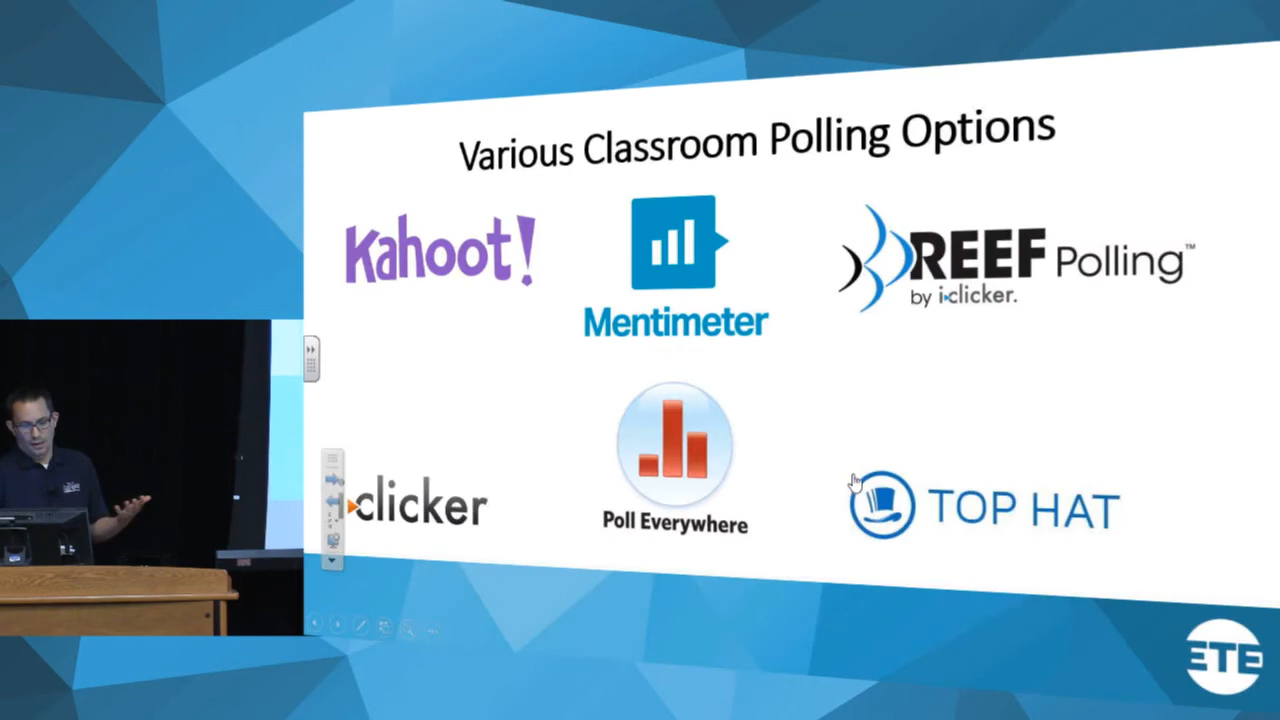 Various Classroom Polling Options
Kahoot!
Mentimeter
REEF Polling™
by i▸clicker.
i▸clicker
Poll Everywhere
TOP HAT
ETE